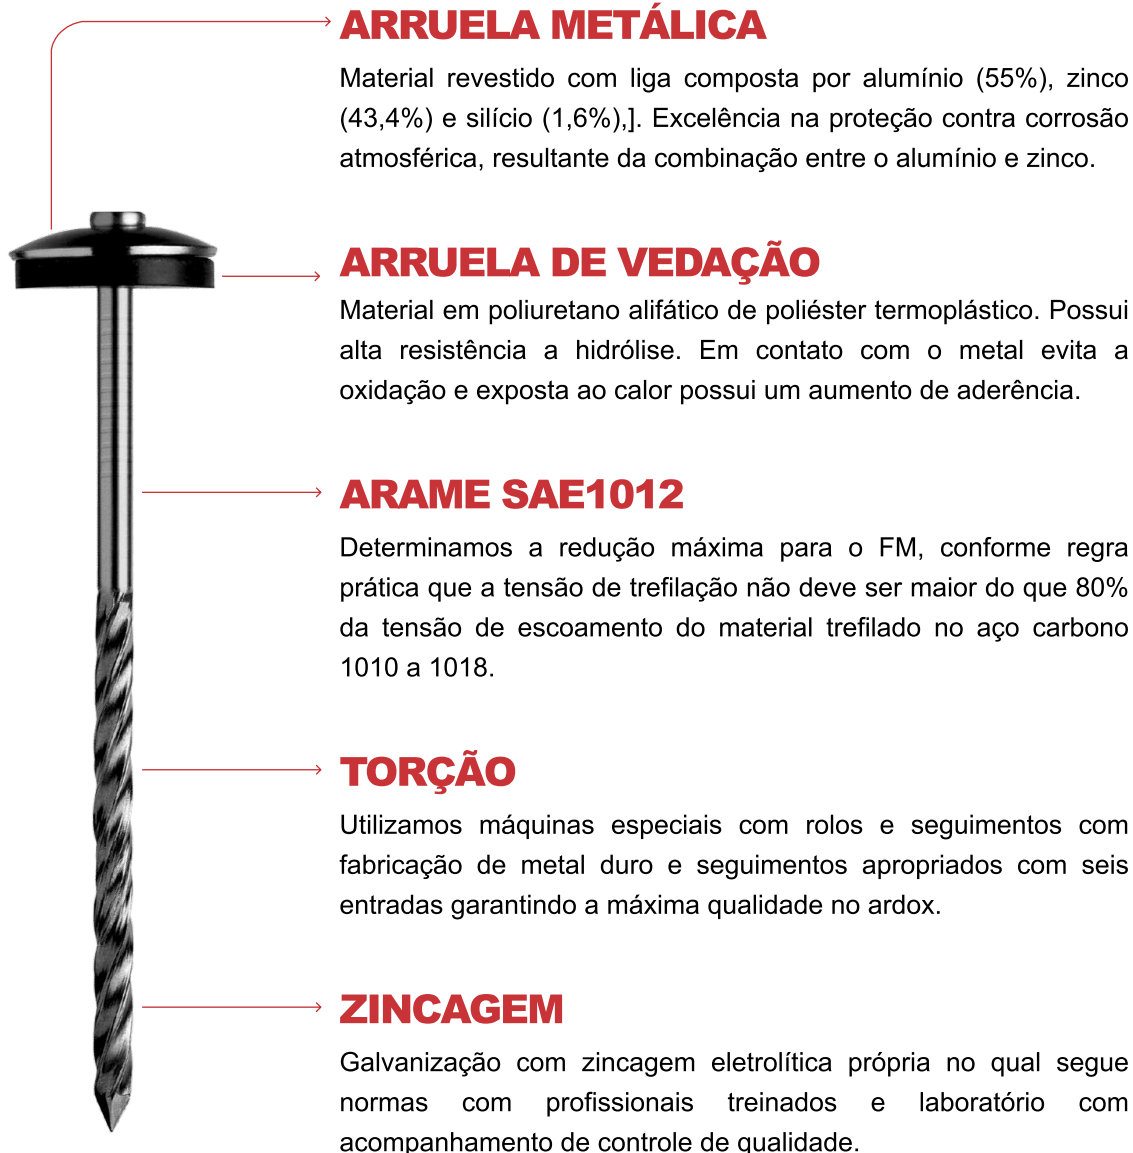 ARRUELA METÁLICA
Material revestido com liga composta por alumínio (55%), zinco
(43,4%) e silício (1,6%),]. Excelência na proteção contra corrosão
atmosférica, resultante da combinação entre o alumínio e zinco.
ARRUELA DE VEDAÇÃO
Material em poliuretano alifático de poliéster termoplástico. Possui
alta resistência a hidrólise. Em contato com o metal evita a
oxidação e exposta ao calor possui um aumento de aderência.
ARAME SAE1012
Determinamos a redução máxima para o FM, conforme regra
prática que a tensão de trefilação não deve ser maior do que 80%
da tensão de escoamento do material trefilado no aço carbono
1010 a 1018.
TORÇÃO
Utilizamos máquinas especiais com rolos e seguimentos com
fabricação de metal duro e seguimentos apropriados com seis
entradas garantindo a máxima qualidade no ardox.
ZINCAGEM
Galvanização com zincagem eletrolítica própria no qual segue
normas com profissionais treinados e laboratório com
acompanhamento de controle de qualidade.